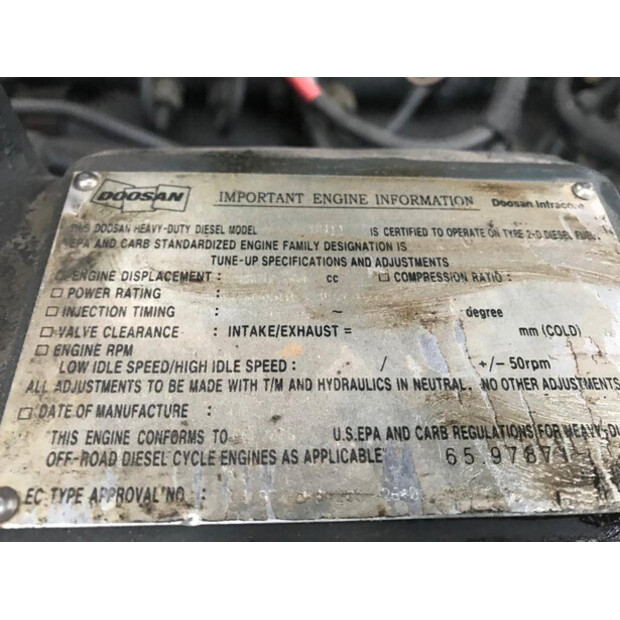 DOOSAN IMPORTANT ENGINE INFORMATION Doosan Infracore
DOOSAN HEAVY-DUTY DIESEL MODEL IS CERTIFIED TO OPERATE ON TYPE 2-D DIESEL FUEL.
EPA AND CARB STANDARDIZED ENGINE FAMILY DESIGNATION IS
TUNE-UP SPECIFICATIONS AND ADJUSTMENTS
ENGINE DISPLACEMENT : cc □ COMPRESSION RATIO :
□ POWER RATING :
□ INJECTION TIMING : ~ degree
□ VALVE CLEARANCE : INTAKE/EXHAUST = mm (COLD)
□ ENGINE RPM
LOW IDLE SPEED/HIGH IDLE SPEED : / +/- 50rpm
ALL ADJUSTMENTS TO BE MADE WITH T/M AND HYDRAULICS IN NEUTRAL. NO OTHER ADJUSTMENTS
□ DATE OF MANUFACTURE :
THIS ENGINE CONFORMS TO U.S.EPA AND CARB REGULATIONS FOR HEAVY-DU
OFF-ROAD DIESEL CYCLE ENGINES AS APPLICABLE 65.97871
EC TYPE APPROVAL NO :